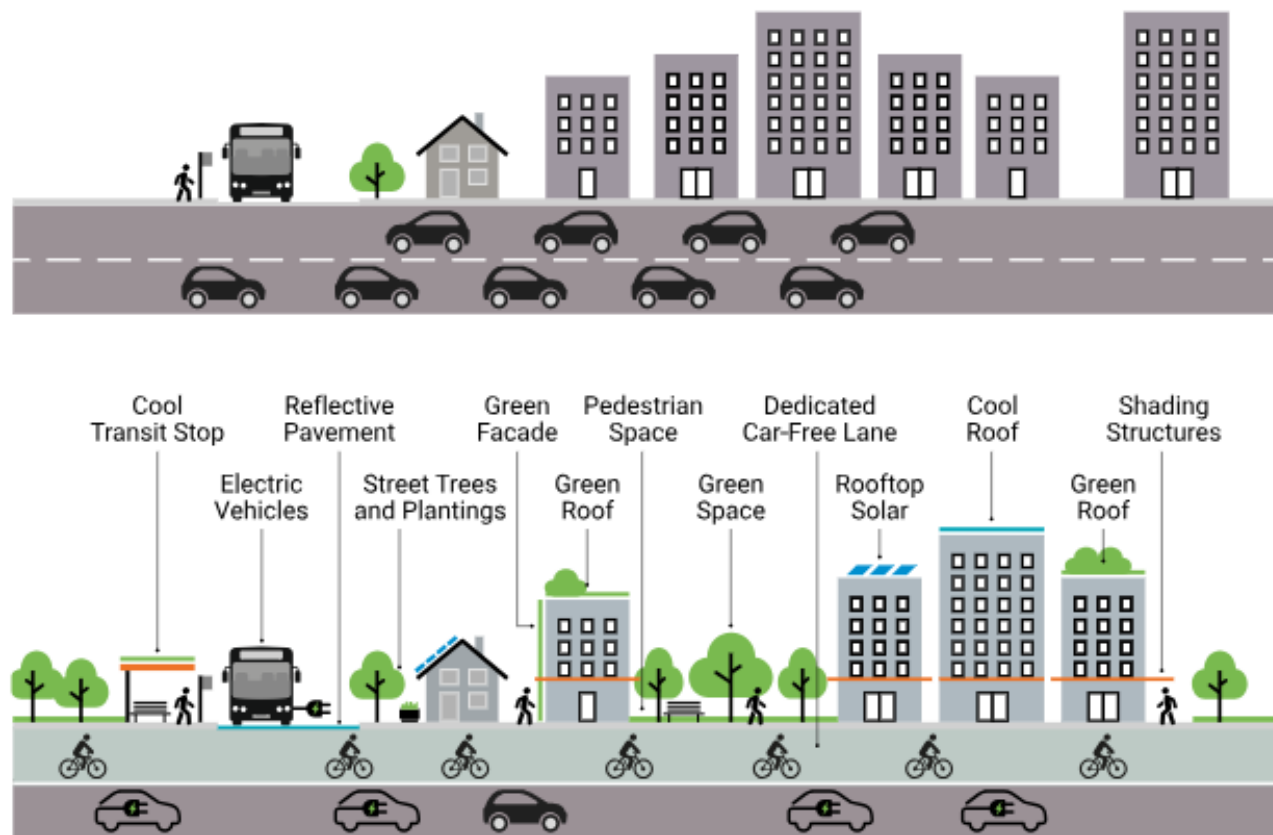 Cool
Transit Stop
Reflective
Pavement
Green
Facade
Pedestrian
Space
Dedicated
Car-Free Lane
Cool
Roof
Shading
Structures
Electric
Vehicles
Street Trees
and Plantings
Green
Roof
Green
Space
Rooftop
Solar
Green
Roof